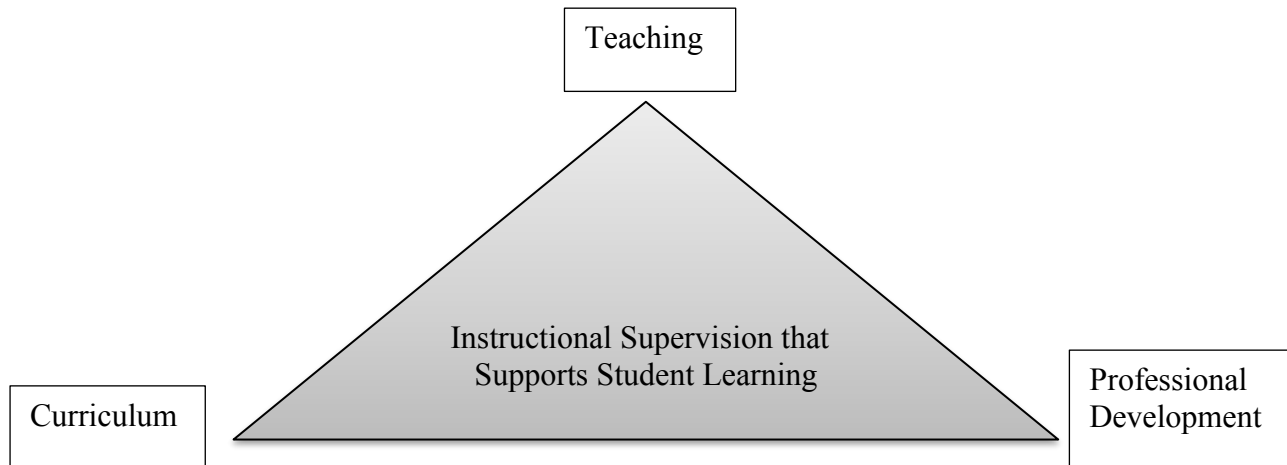 Teaching
Instructional Supervision that
Supports Student Learning
Curriculum
Professional
Development